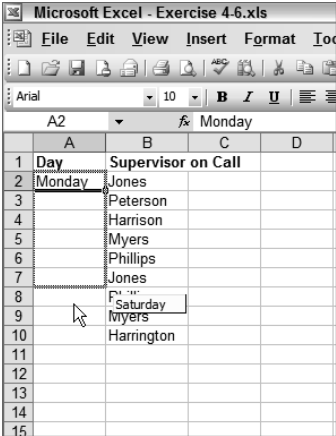 Microsoft Excel - Exercise 4-6.xls
File Edit View Insert Format
Arial 10 B I U
A2 fx Monday
A B C D
1 Day Supervisor on Call
2 Monday Jones
3 Peterson
4 Harrison
5 Myers
6 Phillips
7 Jones
8
Saturday
9 Myers
10 Harrington
11
12
13
14
15